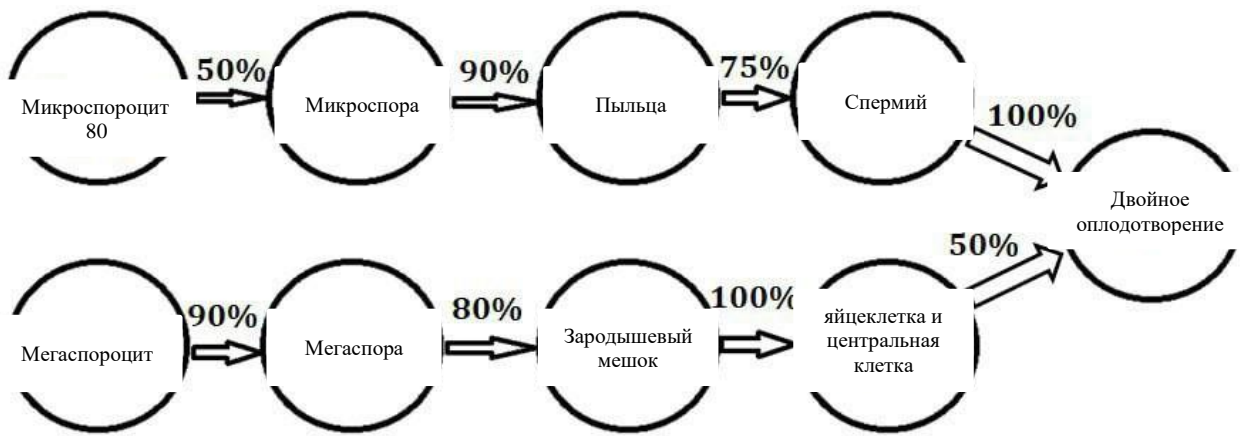 50%
90%
75%
Микроспороцит
80
Микроспора
Пыльца
Спермий
100%
Двойное
оплодотворение
50%
90%
80%
100%
Мегаспороцит
Мегаспора
Зародышевый
мешок
яйцеклетка и
центральная
клетка